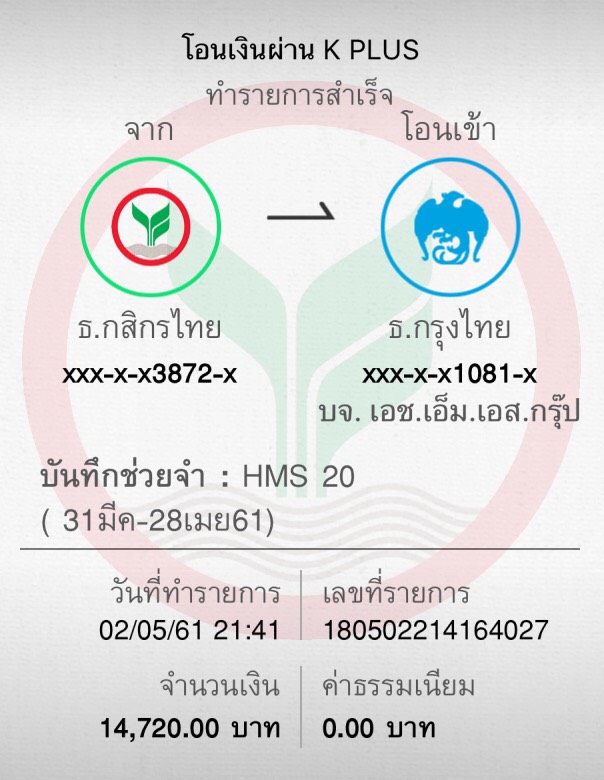 โอนเงินผ่าน K PLUS
ทำรายการสำเร็จ
จาก
โอนเข้า
ธ.กสิกรไทย
ธ.กรุงไทย
xxx-x-x3872-x
xxx-x-x1081-x
บจ. เอช.เอ็ม.เอส.กรุ๊ป
บันทึกช่วยจำ : HMS 20
( 31มีค-28เมย61)
วันที่ทำรายการ
เลขที่รายการ
02/05/61 21:41
180502214164027
จำนวนเงิน
ค่าธรรมเนียม
14,720.00 บาท
0.00 บาท